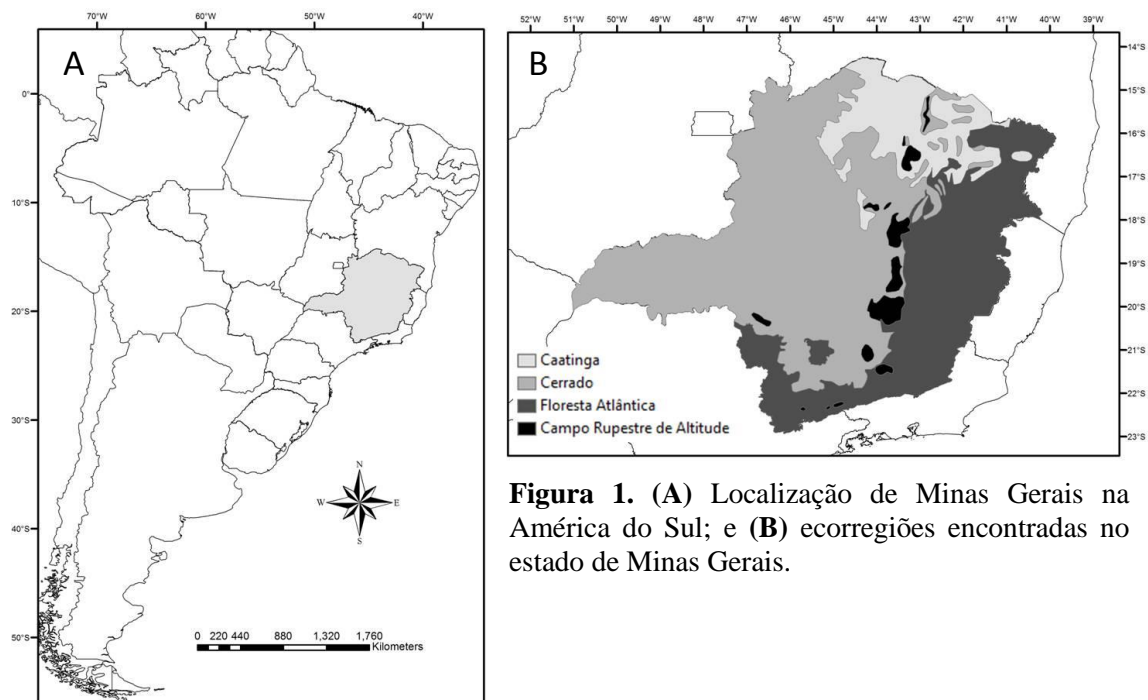 70°W 60°W 50°W 40°W
A
0°
10°S
20°S
30°S
40°S
50°S
N
W E
S
0 220 440 880 1,320 1,760
Kilometers
52°W 51°W 50°W 49°W 48°W 47°W 46°W 45°W 44°W 43°W 42°W 41°W 40°W 39°W
B
14°S
15°S
16°S
17°S
18°S
19°S
20°S
21°S
22°S
23°S
Caatinga
Cerrado
Floresta Atlântica
Campo Rupestre de Altitude
Figura 1. (A) Localização de Minas Gerais na
América do Sul; e (B) ecorregiões encontradas no
estado de Minas Gerais.